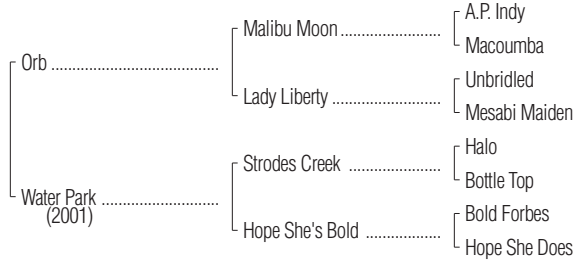 A.P. Indy
Malibu Moon ........................
Macoumba
Orb ........................................
Unbridled
Lady Liberty ..........................
Mesabi Maiden
Halo
Strodes Creek ......................
Bottle Top
Water Park ............................
(2001)
Bold Forbes
Hope She's Bold ..................
Hope She Does